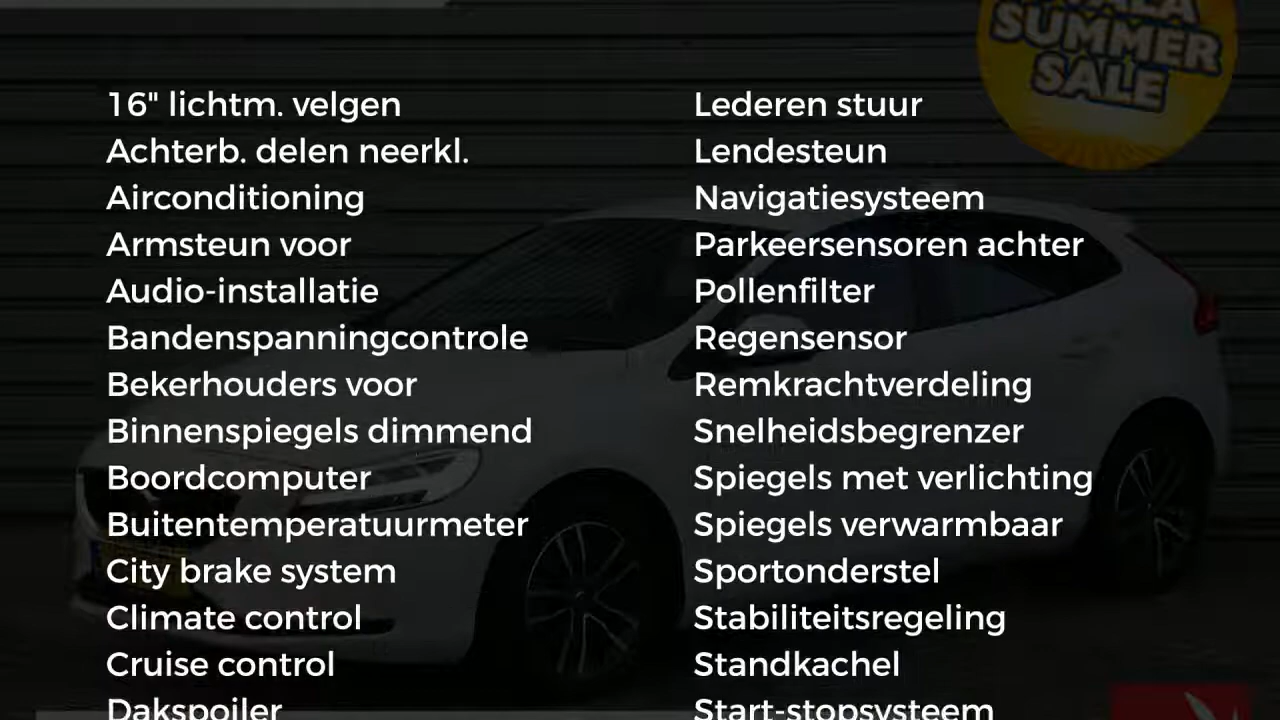 SUMMER
SALE
16" lichtm. velgen
Achterb. delen neerkl.
Airconditioning
Armsteun voor
Audio-installatie
Bandenspanningcontrole
Bekerhouders voor
Binnenspiegels dimmend
Boordcomputer
Buitentemperatuurmeter
City brake system
Climate control
Cruise control
Dakspoiler
Lederen stuur
Lendesteun
Navigatiesysteem
Parkeersensoren achter
Pollenfilter
Regensensor
Remkrachtverdeling
Snelheidsbegrenzer
Spiegels met verlichting
Spiegels verwarmbaar
Sportonderstel
Stabiliteitsregeling
Standkachel
Start-stopsysteem